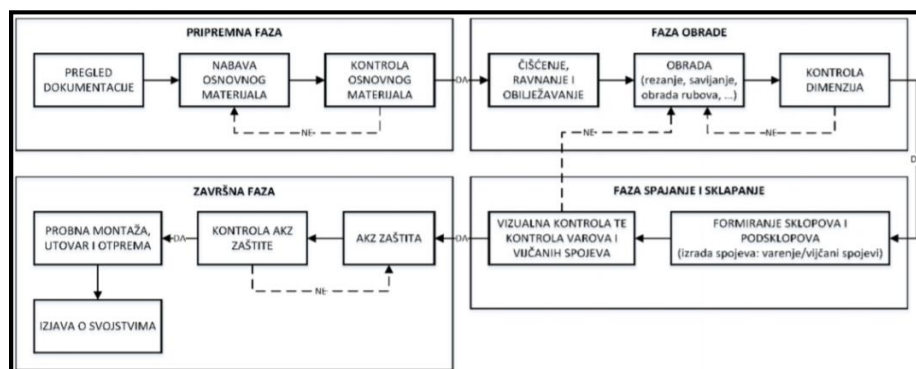 PRIPREMNA FAZA
PREGLED
DOKUMENTACIJE
NABAVA
OSNOVNOG
MATERIJALA
KONTROLA
OSNOVNOG
MATERIJALA
NE
DA
FAZA OBRADE
ČIŠĆENJE,
RAVNANJE I
OBILJEŽAVANJE
OBRADA
(rezanje, savijanje,
obrada rubova, ...)
KONTROLA
DIMENZIJA
NE
NE
D
FAZA SPAJANJE I SKLAPANJE
FORMIRANJE SKLOPOVA I
PODSKLOPOVA
(izrada spojeva: varenje/vijčani spojevi)
VIZUALNA KONTROLA TE
KONTROLA VAROVA I
VIJČANIH SPOJEVA
DA
ZAVRŠNA FAZA
AKZ ZAŠTITA
KONTROLA AKZ
ZAŠTITE
NE
DA
PROBNA MONTAŽA,
UTOVAR I OTPREMA
IZJAVA O SVOJSTVIMA